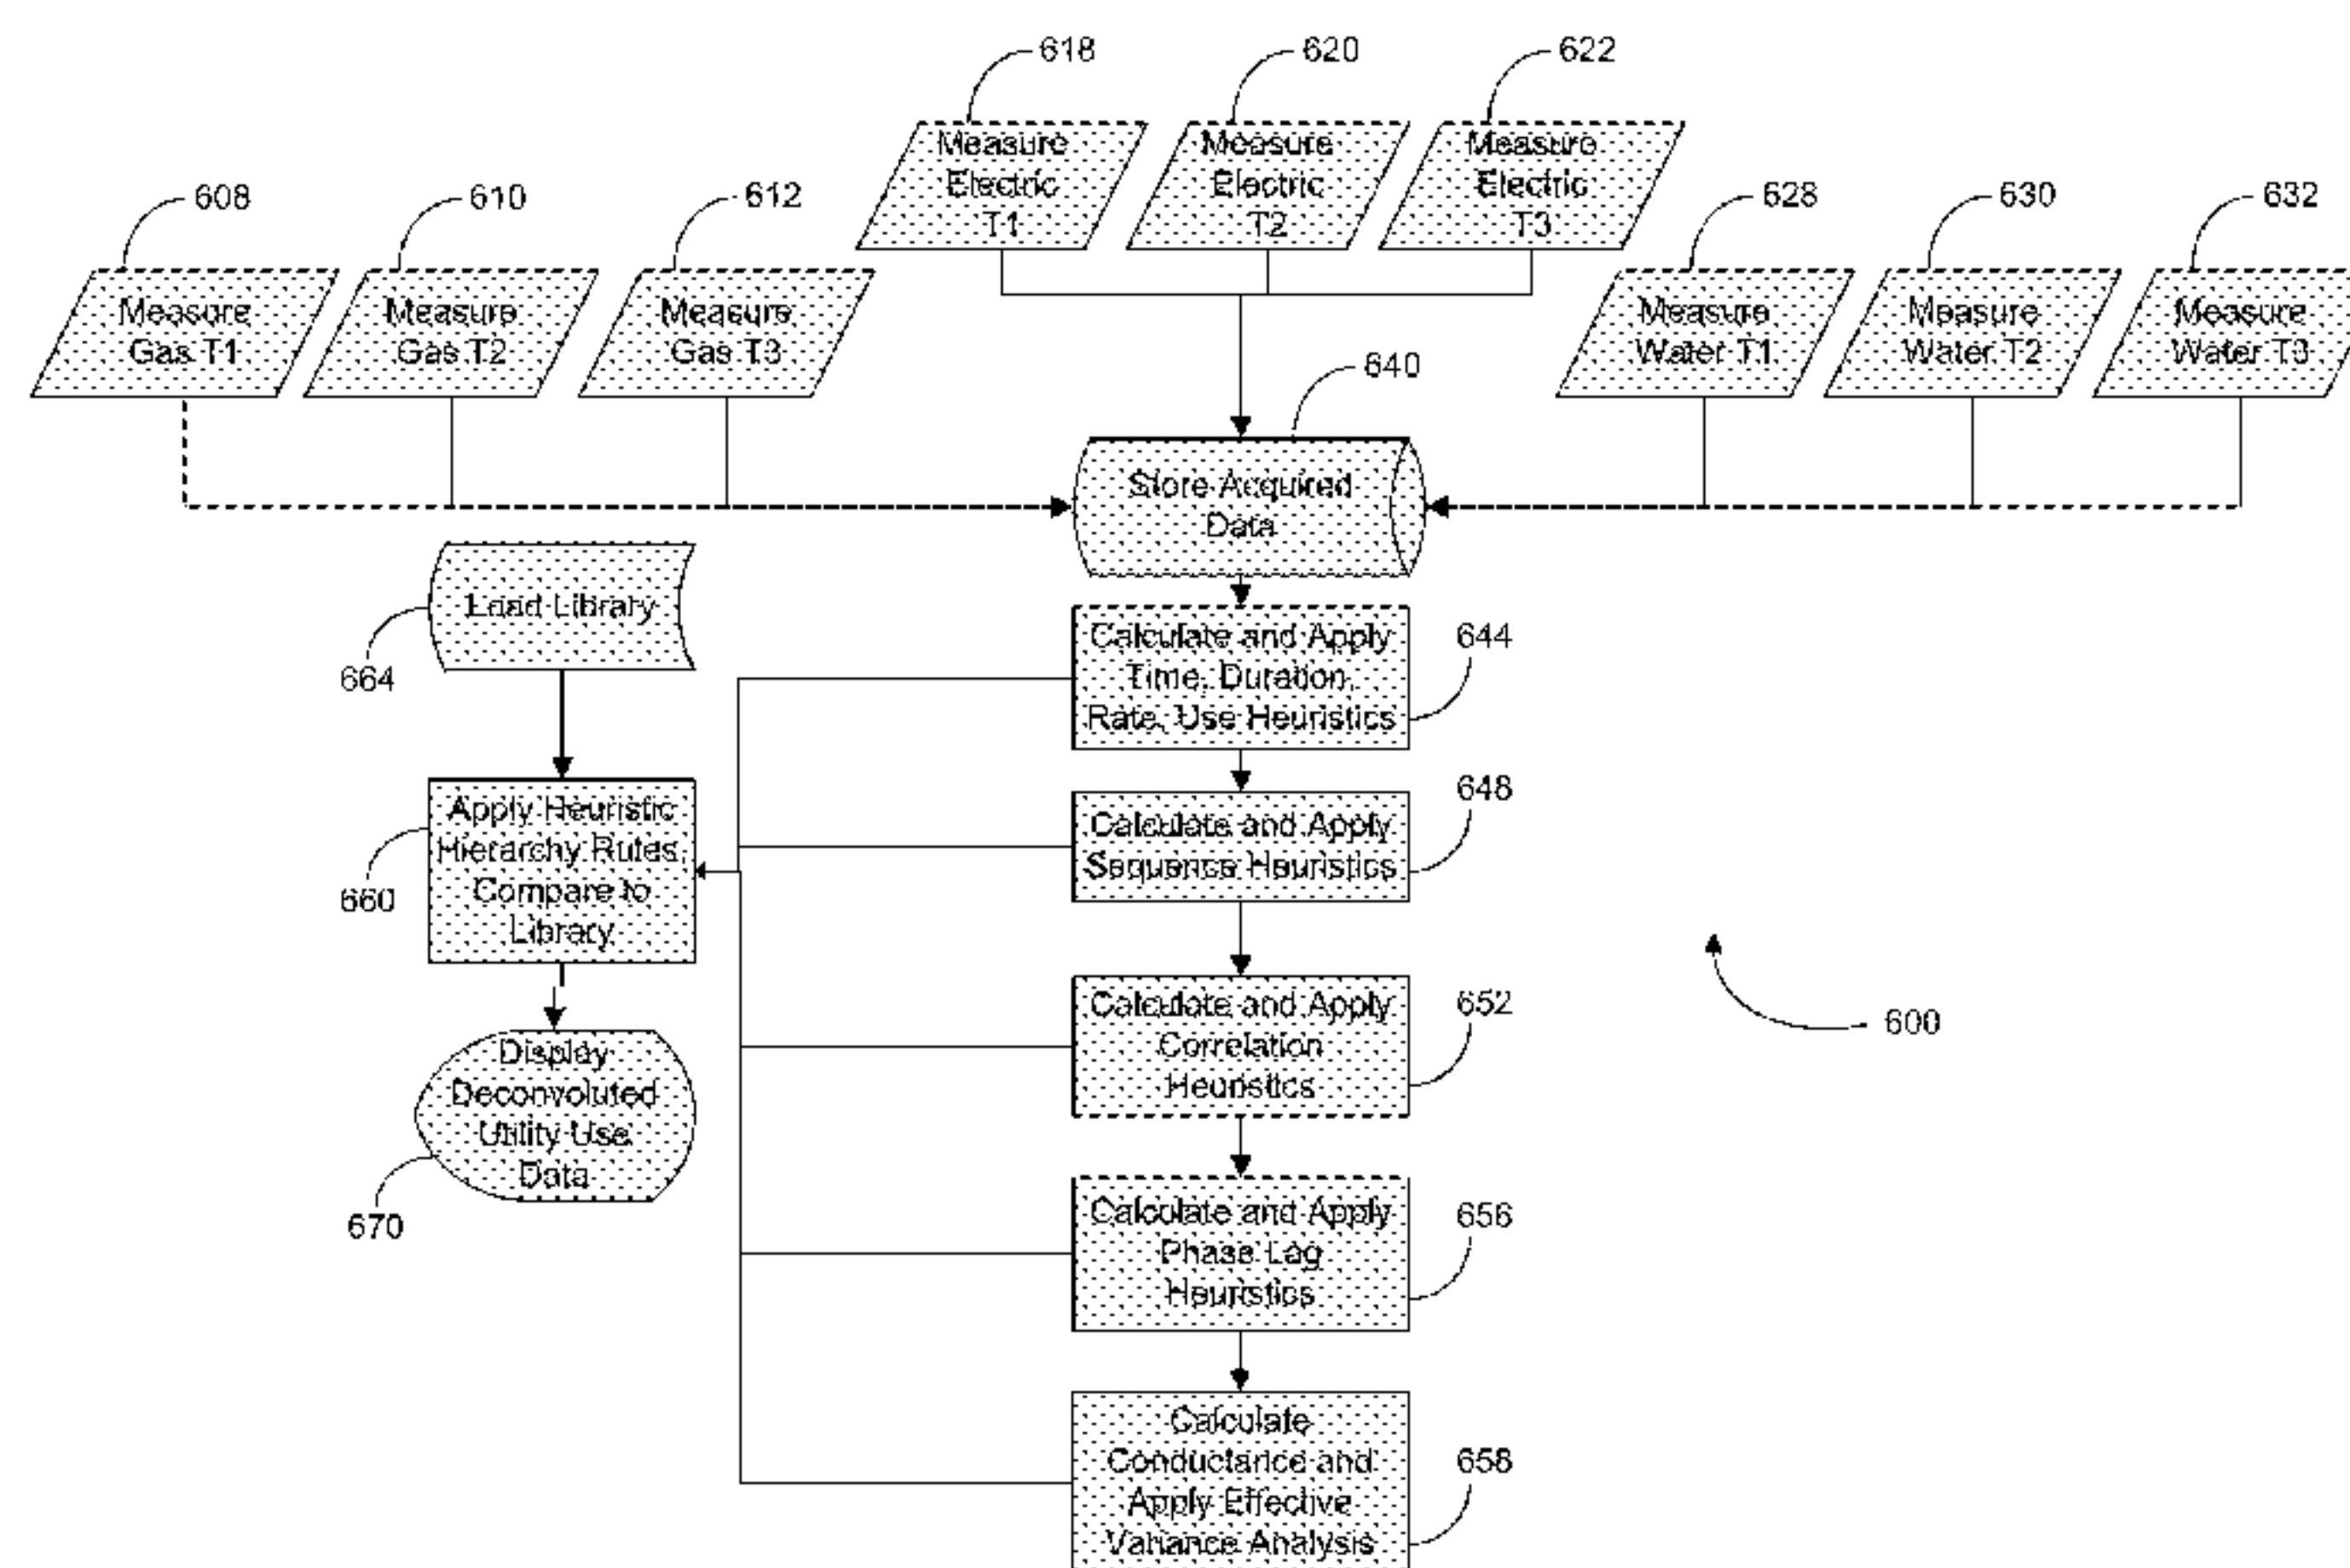 618
620
622
Measure
Electric
T1
Measure
Electric
T2
Measure
Electric
T3
608
610
612
628
630
632
Measure
Gas T1
Measure
Gas T2
Measure
Gas T3
Measure
Water T1
Measure
Water T2
Measure
Water T3
640
Store Acquired
Data
Load Library
664
Calculate and Apply
Time, Duration,
Rate, Use Heuristics
644
Apply Heuristic
Hierarchy Rules,
Compare to
Library
660
Calculate and Apply
Sequence Heuristics
648
Calculate and Apply
Correlation
Heuristics
652
600
Display
Deconvoluted
Utility Use
Data
670
Calculate and Apply
Phase Lag
Heuristics
656
Calculate
Conductance and
Apply Effective
Variance Analysis
658